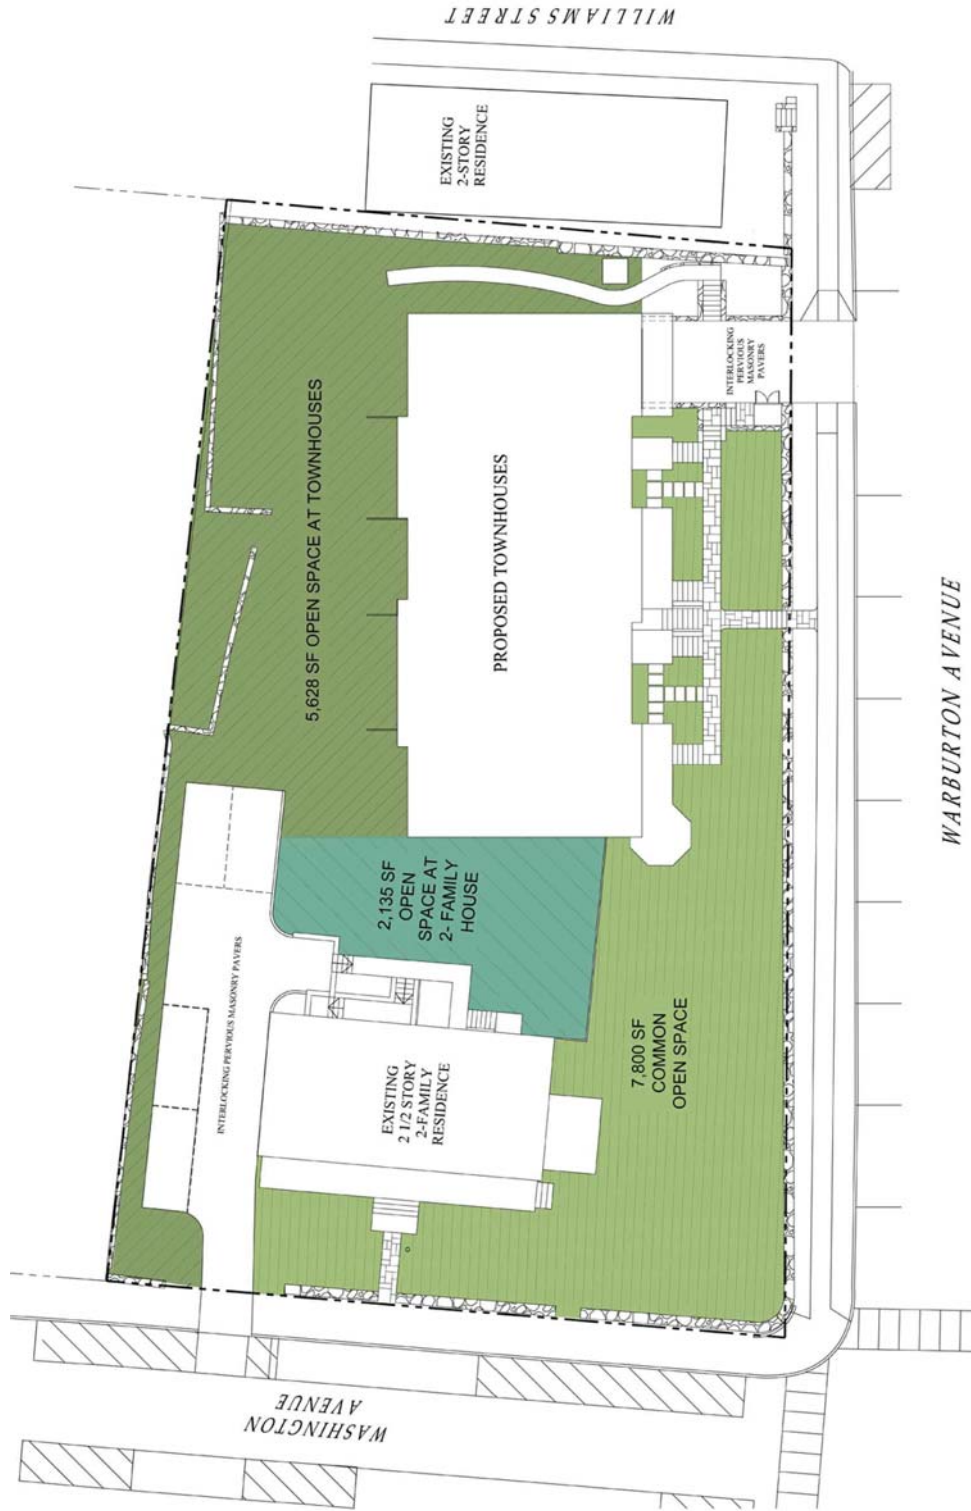 WILLIAMS STREET
EXISTING
2-STORY
RESIDENCE
INTERLOCKING
PERVIOUS
MASONRY
PAVERS
5,628 SF OPEN SPACE AT TOWNHOUSES
PROPOSED TOWNHOUSES
WARBURTON AVENUE
2,135 SF
OPEN
SPACE AT
2- FAMILY
HOUSE
INTERLOCKING PERVIOUS MASONRY PAVERS
EXISTING
2 1/2 STORY
2-FAMILY
RESIDENCE
7,800 SF
COMMON
OPEN SPACE
WASHINGTON
AVENUE